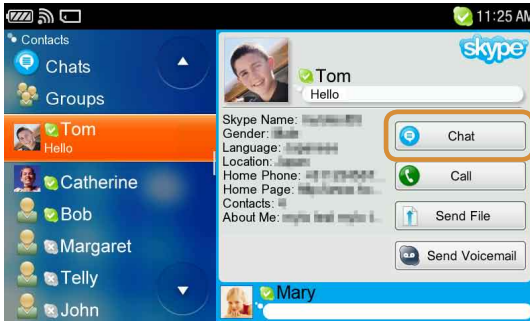 11:25 AM
Contacts
Chats
Groups
Tom
Hello
Catherine
Bob
Margaret
Telly
John
skype
Tom
Hello
Skype Name:
Gender:
Language:
Location:
Home Phone:
Home Page:
Contacts:
About Me:
Chat
Call
Send File
Send Voicemail
Mary